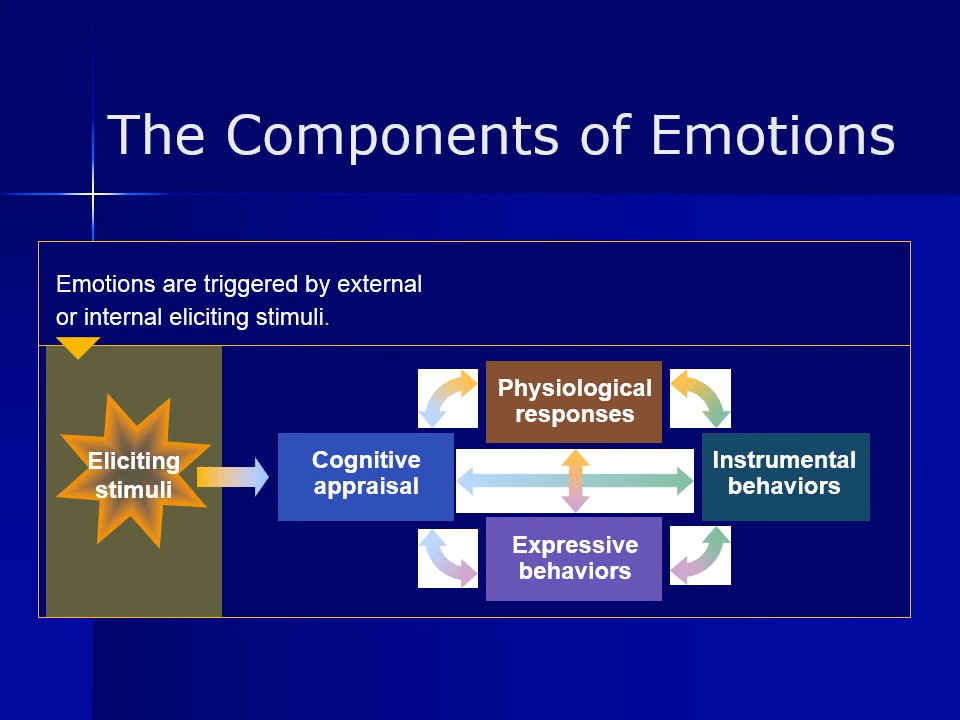 The Components of Emotions
Emotions are triggered by external
or internal eliciting stimuli.
Eliciting
stimuli
Cognitive
appraisal
Physiological
responses
Expressive
behaviors
Instrumental
behaviors